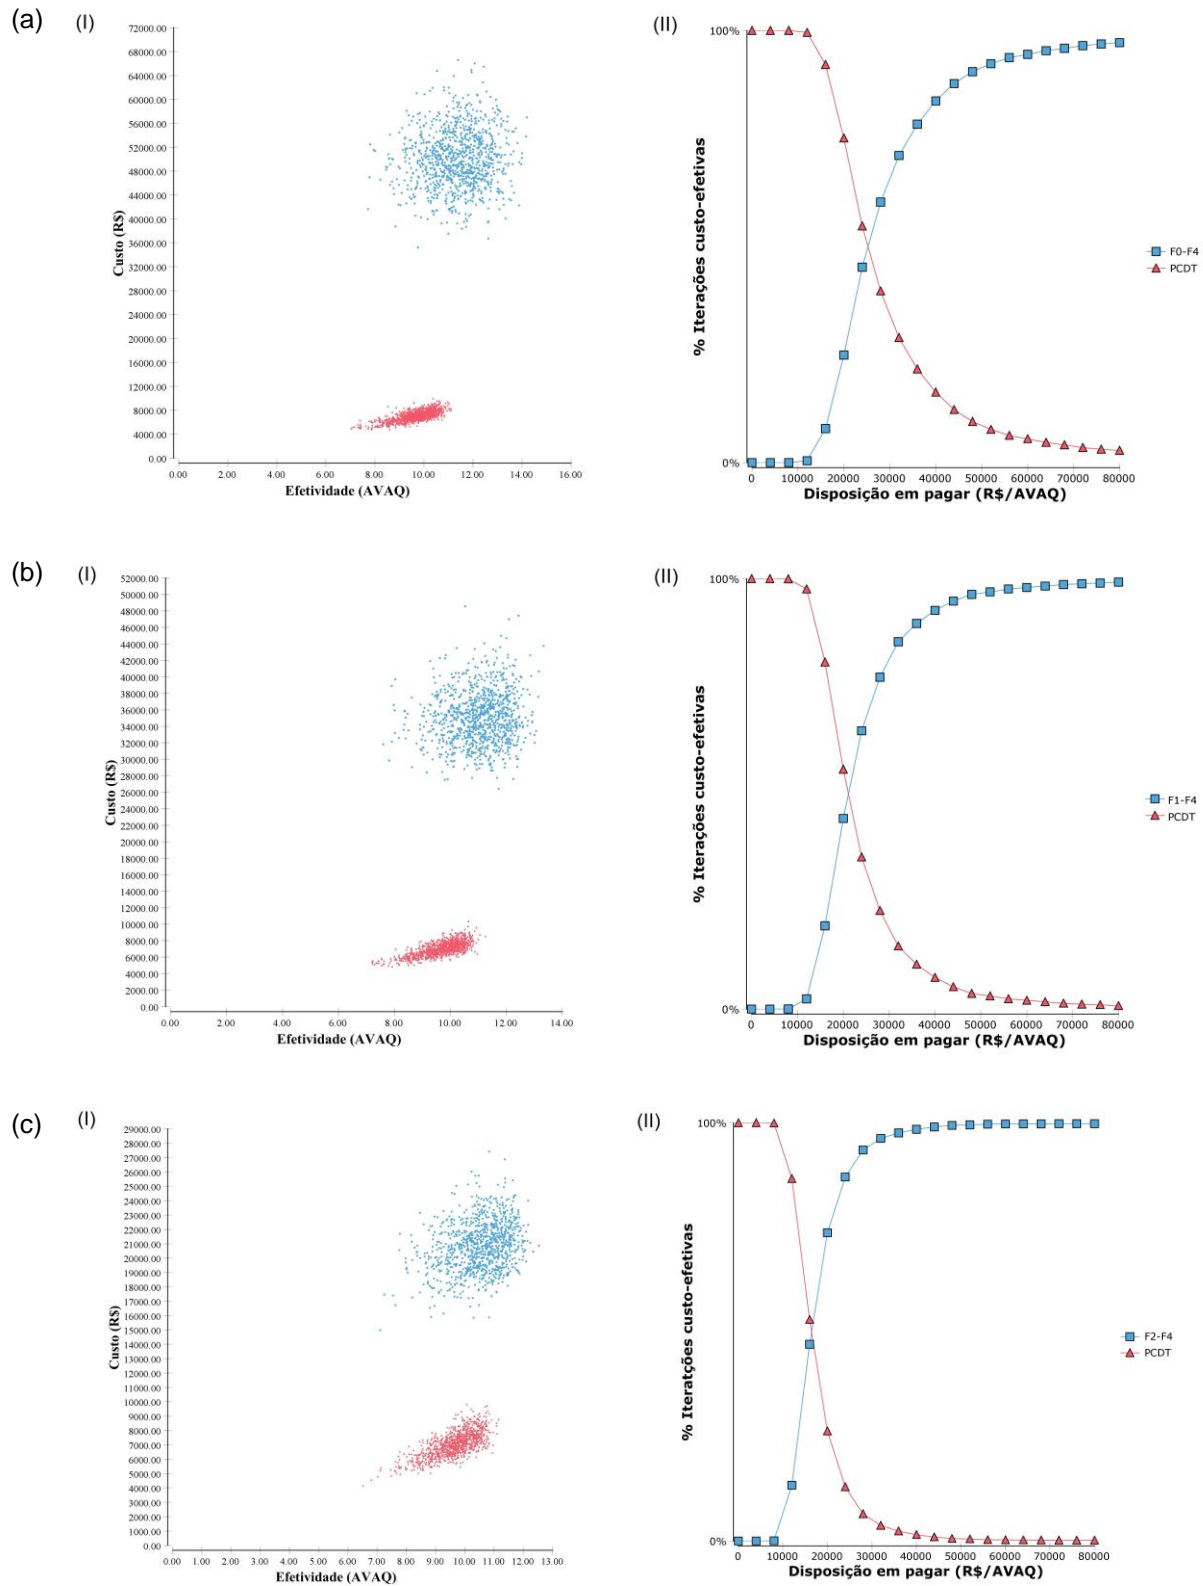 (a)
(I)
72000.00
68000.00
64000.00
60000.00
56000.00
52000.00
48000.00
44000.00
40000.00
36000.00
32000.00
28000.00
24000.00
20000.00
16000.00
12000.00
8000.00
4000.00
0.00
Custo (R$)
0.00 2.00 4.00 6.00 8.00 10.00 12.00 14.00 16.00
Efetividade (AVAQ)
(II)
100%
0%
% Iterações custo-efetivas
0 10000 20000 30000 40000 50000 60000 70000 80000
Disposição em pagar (R$/AVAQ)
F0-F4
PCDT
(b)
(I)
52000.00
50000.00
48000.00
46000.00
44000.00
42000.00
40000.00
38000.00
36000.00
34000.00
32000.00
30000.00
28000.00
26000.00
24000.00
22000.00
20000.00
18000.00
16000.00
14000.00
12000.00
10000.00
8000.00
6000.00
4000.00
2000.00
0.00
Custo (R$)
0.00 2.00 4.00 6.00 8.00 10.00 12.00 14.00
Efetividade (AVAQ)
(II)
100%
0%
% Iterações custo-efetivas
0 10000 20000 30000 40000 50000 60000 70000 80000
Disposição em pagar (R$/AVAQ)
F1-F4
PCDT
(c)
(I)
29000.00
28000.00
27000.00
26000.00
25000.00
24000.00
23000.00
22000.00
21000.00
20000.00
19000.00
18000.00
17000.00
16000.00
15000.00
14000.00
13000.00
12000.00
11000.00
10000.00
9000.00
8000.00
7000.00
6000.00
5000.00
4000.00
3000.00
2000.00
1000.00
0.00
Custo (R$)
0.00 1.00 2.00 3.00 4.00 5.00 6.00 7.00 8.00 9.00 10.00 11.00 12.00 13.00
Efetividade (AVAQ)
(II)
100%
0%
% Iteratções custo-efetivas
0 10000 20000 30000 40000 50000 60000 70000 80000
Disposição em pagar (R$/AVAQ)
F2-F4
PCDT